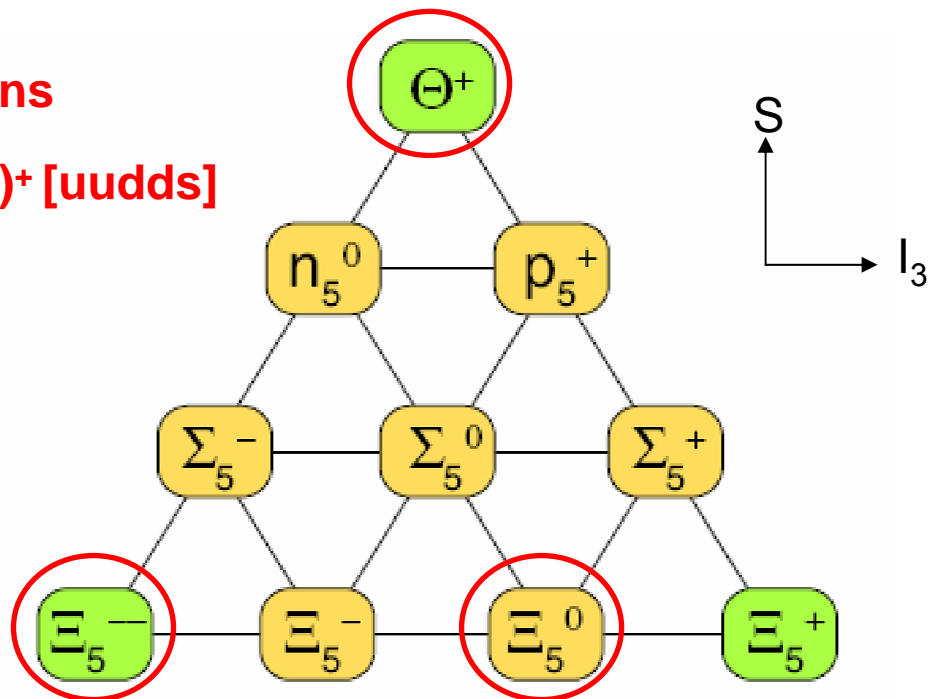 Θ⁺
ns
)⁺ [uudds]
S
I₃
n₅⁰ p₅⁺
Σ₅⁻ Σ₅⁰ Σ₅⁺
Ξ₅⁻⁻ Ξ₅⁻ Ξ₅⁰ Ξ₅⁺